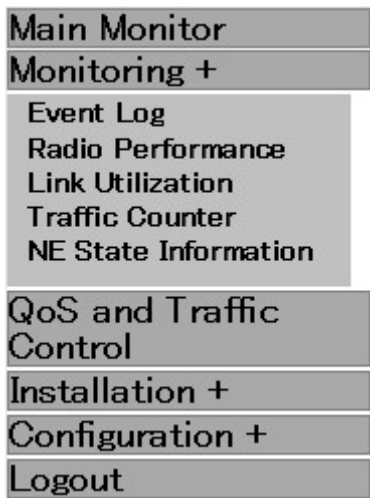 Main Monitor
Monitoring +
Event Log
Radio Performance
Link Utilization
Traffic Counter
NE State Information
QoS and Traffic
Control
Installation +
Configuration +
Logout